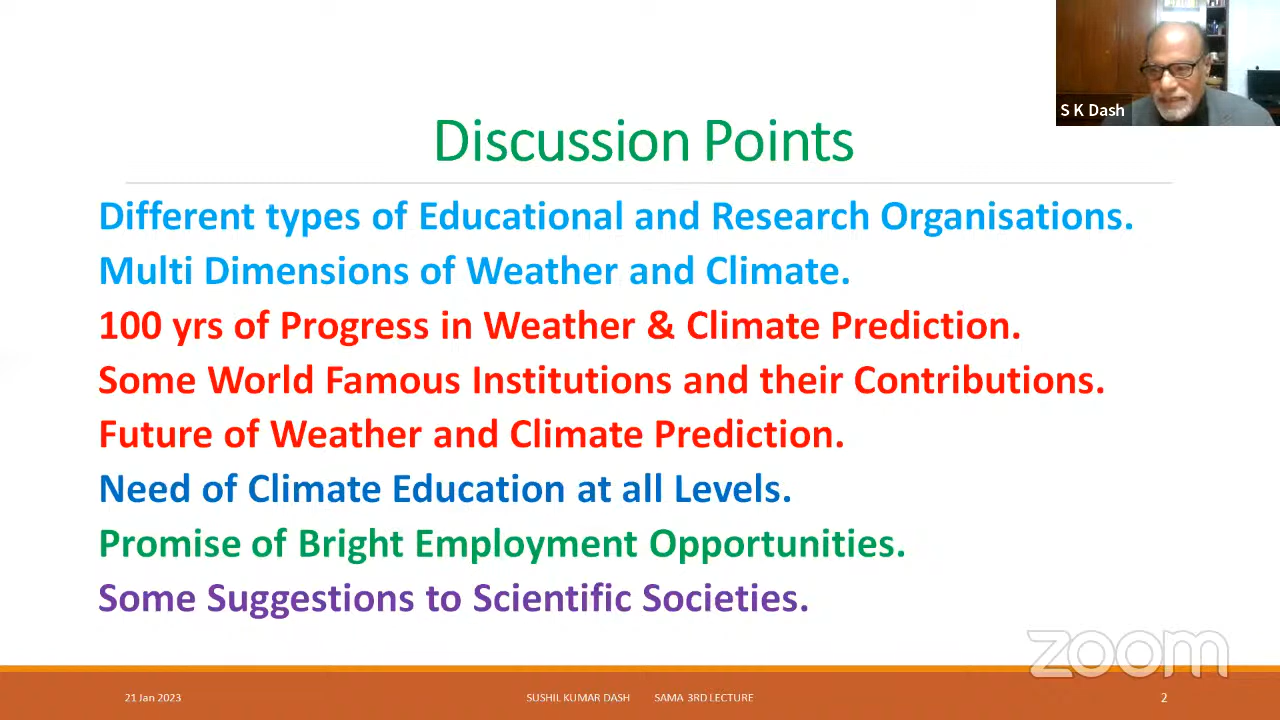 S K Dash
Discussion Points
Different types of Educational and Research Organisations.
Multi Dimensions of Weather and Climate.
100 yrs of Progress in Weather & Climate Prediction.
Some World Famous Institutions and their Contributions.
Future of Weather and Climate Prediction.
Need of Climate Education at all Levels.
Promise of Bright Employment Opportunities.
Some Suggestions to Scientific Societies.
zoom
21 Jan 2023
SUSHIL KUMAR DASH SAMA 3RD LECTURE
2